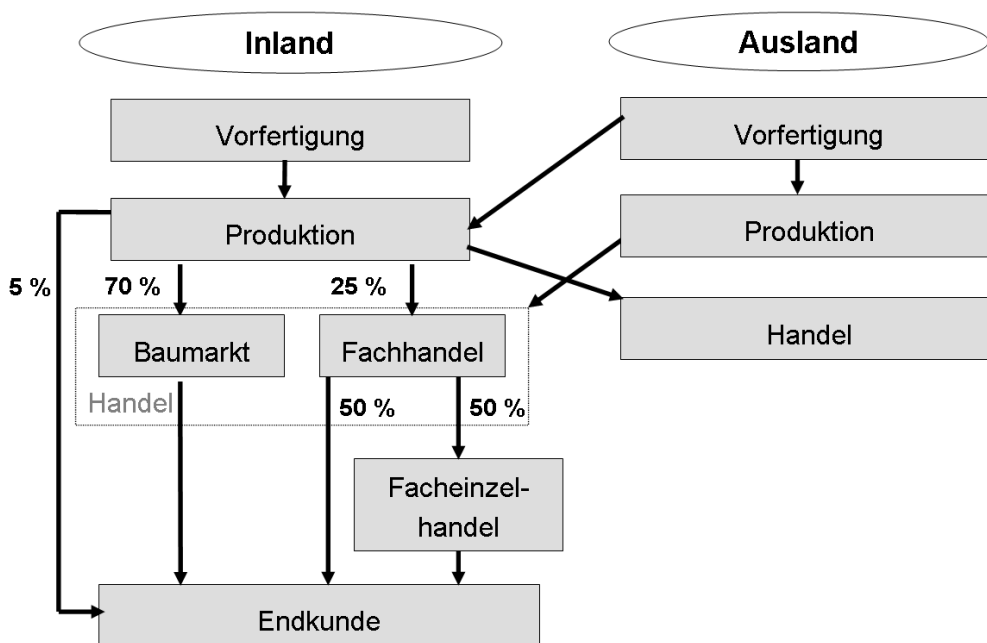 Inland
Ausland
Vorfertigung
Vorfertigung
Produktion
Produktion
5 %
70 %
25 %
Baumarkt
Fachhandel
Handel
Handel
50 %
50 %
Facheinzel-
handel
Endkunde